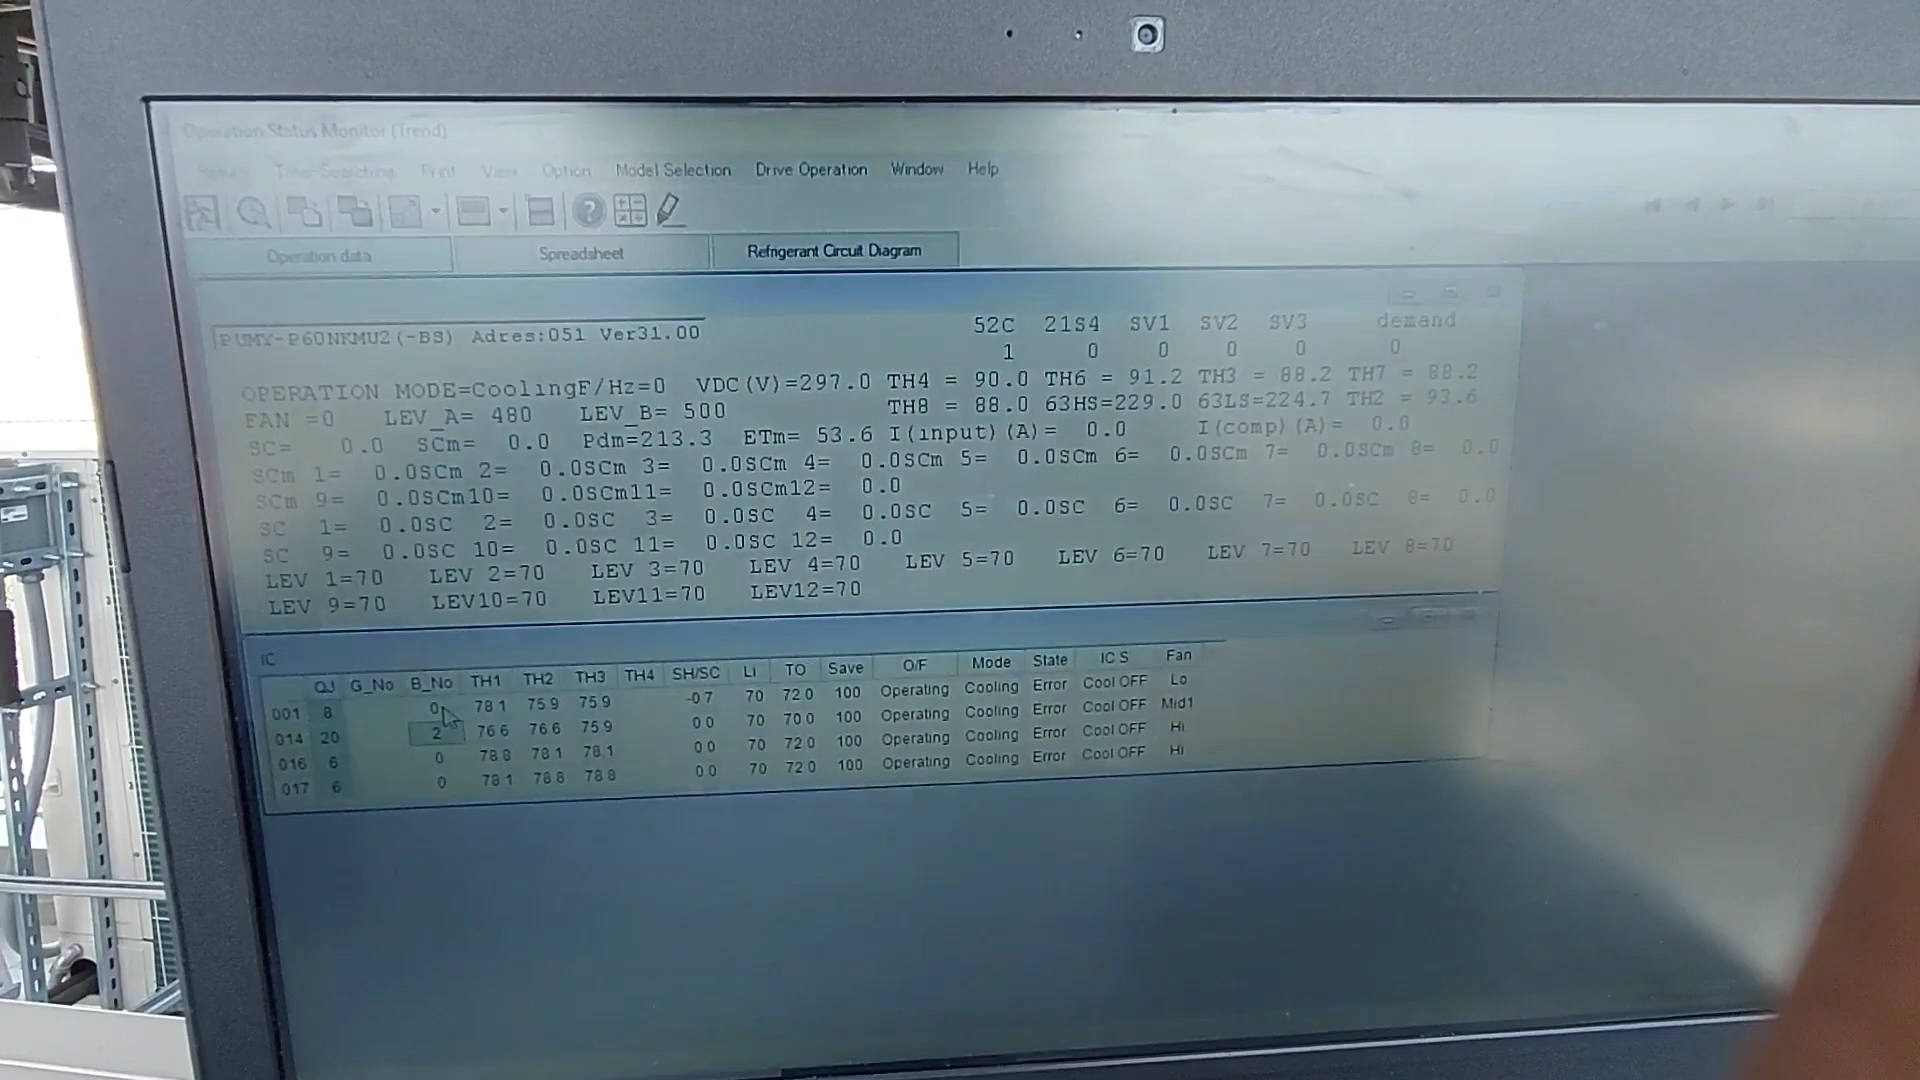 Operation Status Monitor (Trend)
Return Time-Searching Print View Option Model Selection Drive Operation Window Help
Operation data Spreadsheet Refrigerant Circuit Diagram
PUMY-P60NKMU2(-BS) Adres:051 Ver31.00
52C 21S4 SV1 SV2 SV3 demand
1 0 0 0 0 0
OPERATION MODE=CoolingF/Hz=0 VDC(V)=297.0 TH4 = 90.0 TH6 = 91.2 TH3 = 88.2 TH7 = 88.2
FAN =0 LEV_A= 480 LEV_B= 500 TH8 = 88.0 63HS=229.0 63LS=224.7 TH2 = 93.6
SC= 0.0 SCm= 0.0 Pdm=213.3 ETm= 53.6 I(input)(A)= 0.0 I(comp)(A)= 0.0
SCm 1= 0.0SCm 2= 0.0SCm 3= 0.0SCm 4= 0.0SCm 5= 0.0SCm 6= 0.0SCm 7= 0.0SCm 8= 0.0
SCm 9= 0.0SCm10= 0.0SCm11= 0.0SCm12= 0.0
SC 1= 0.0SC 2= 0.0SC 3= 0.0SC 4= 0.0SC 5= 0.0SC 6= 0.0SC 7= 0.0SC 8= 0.0
SC 9= 0.0SC 10= 0.0SC 11= 0.0SC 12= 0.0
LEV 1=70 LEV 2=70 LEV 3=70 LEV 4=70 LEV 5=70 LEV 6=70 LEV 7=70 LEV 8=70
LEV 9=70 LEV10=70 LEV11=70 LEV12=70
IC
QJ G_No B_No TH1 TH2 TH3 TH4 SH/SC Li TO Save O/F Mode State IC S Fan
001 8 0 78.1 75.9 75.9 -0.7 70 72.0 100 Operating Cooling Error Cool OFF Lo
014 20 2 76.6 76.6 75.9 0.0 70 70.0 100 Operating Cooling Error Cool OFF Mid1
016 6 0 78.8 78.1 78.1 0.0 70 72.0 100 Operating Cooling Error Cool OFF Hi
017 6 0 78.1 78.8 78.8 0.0 70 72.0 100 Operating Cooling Error Cool OFF Hi